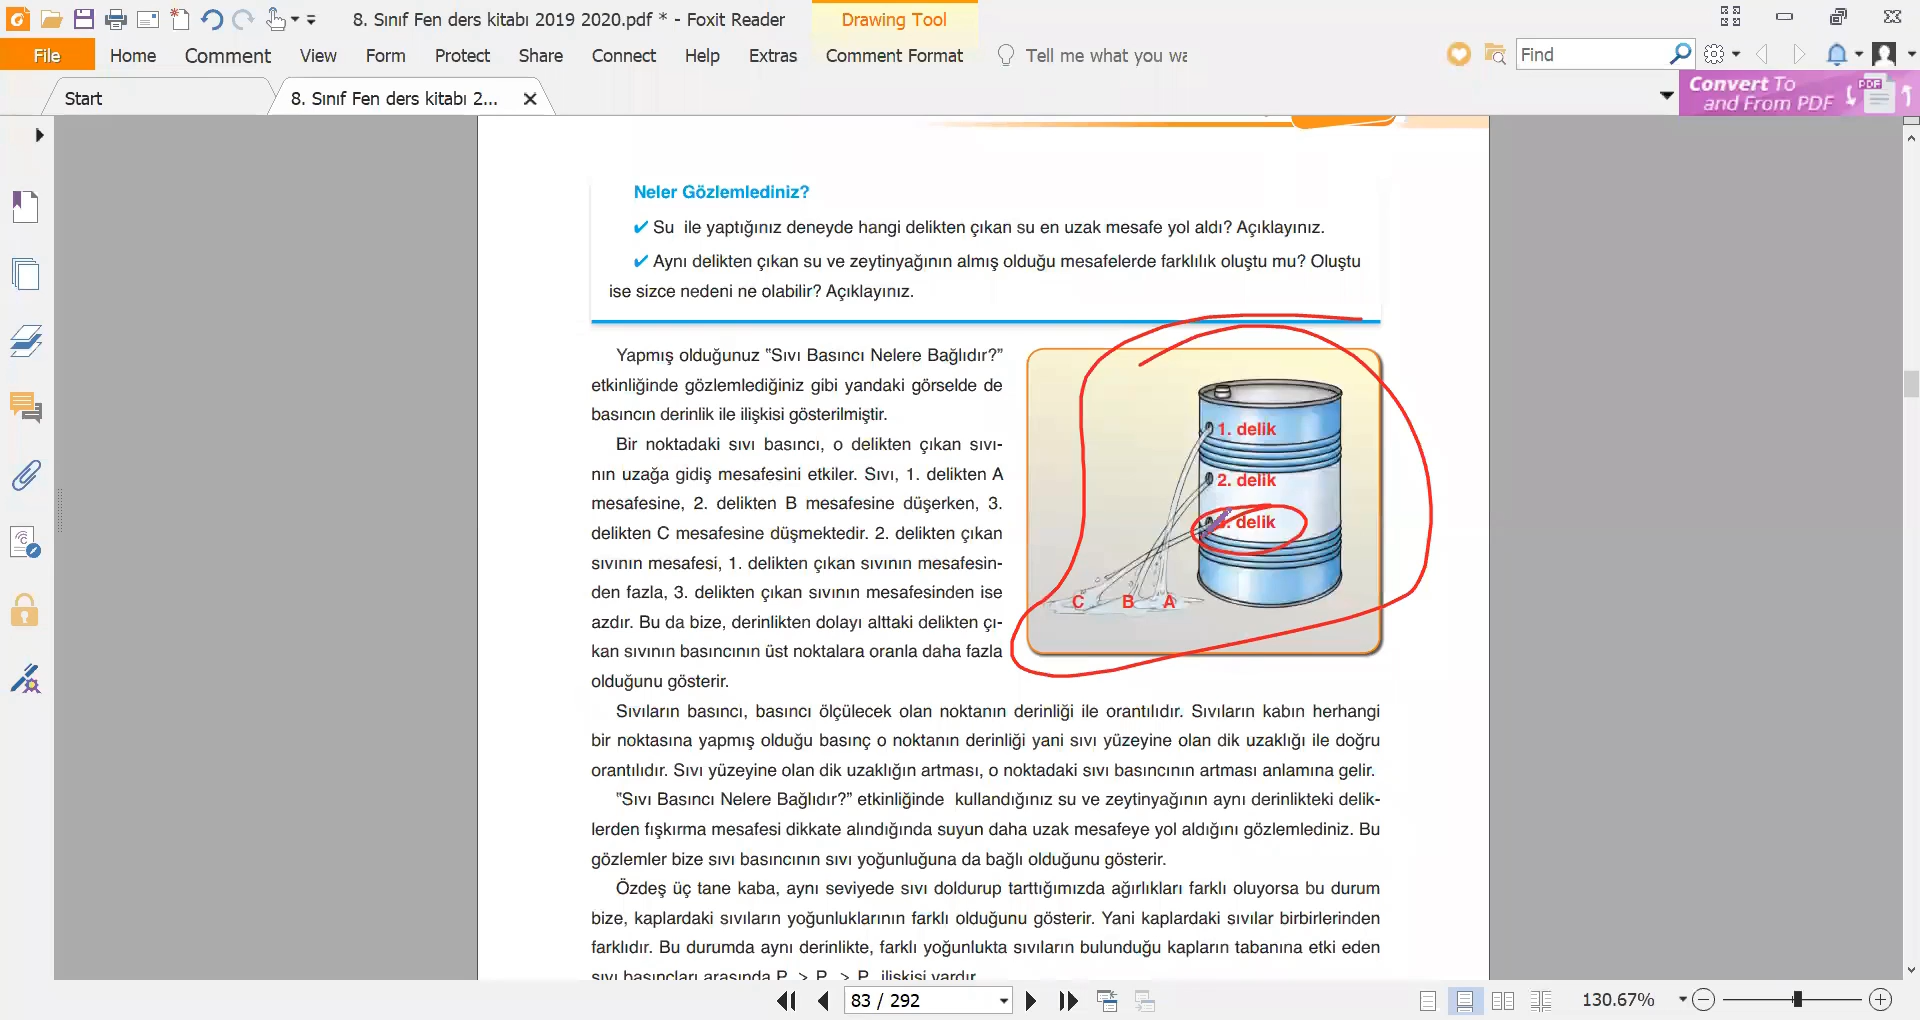 8. Sınıf Fen ders kitabı 2019 2020.pdf * - Foxit Reader
Drawing Tool
File Home Comment View Form Protect Share Connect Help Extras Comment Format Tell me what you wa Find
Start 8. Sınıf Fen ders kitabı 2...
Convert To
and From PDF
PDF
Neler Gözlemlediniz?
✔ Su ile yaptığınız deneyde hangi delikten çıkan su en uzak mesafe yol aldı? Açıklayınız.
✔ Aynı delikten çıkan su ve zeytinyağının almış olduğu mesafelerde farklılık oluştu mu? Oluştu
ise sizce nedeni ne olabilir? Açıklayınız.
Yapmış olduğunuz "Sıvı Basıncı Nelere Bağlıdır?"
etkinliğinde gözlemlediğiniz gibi yandaki görselde de
basıncın derinlik ile ilişkisi gösterilmiştir.
Bir noktadaki sıvı basıncı, o delikten çıkan sıvı-
nın uzağa gidiş mesafesini etkiler. Sıvı, 1. delikten A
mesafesine, 2. delikten B mesafesine düşerken, 3.
delikten C mesafesine düşmektedir. 2. delikten çıkan
sıvının mesafesi, 1. delikten çıkan sıvının mesafesin-
den fazla, 3. delikten çıkan sıvının mesafesinden ise
azdır. Bu da bize, derinlikten dolayı alttaki delikten çı-
kan sıvının basıncının üst noktalara oranla daha fazla
olduğunu gösterir.
1. delik
2. delik
delik
C B A
Sıvıların basıncı, basıncı ölçülecek olan noktanın derinliği ile orantılıdır. Sıvıların kabın herhangi
bir noktasına yapmış olduğu basınç o noktanın derinliği yani sıvı yüzeyine olan dik uzaklığı ile doğru
orantılıdır. Sıvı yüzeyine olan dik uzaklığın artması, o noktadaki sıvı basıncının artması anlamına gelir.
"Sıvı Basıncı Nelere Bağlıdır?" etkinliğinde kullandığınız su ve zeytinyağının aynı derinlikteki delik-
lerden fışkırma mesafesi dikkate alındığında suyun daha uzak mesafeye yol aldığını gözlemlediniz. Bu
gözlemler bize sıvı basıncının sıvı yoğunluğuna da bağlı olduğunu gösterir.
Özdeş üç tane kaba, aynı seviyede sıvı doldurup tarttığımızda ağırlıkları farklı oluyorsa bu durum
bize, kaplardaki sıvıların yoğunluklarının farklı olduğunu gösterir. Yani kaplardaki sıvılar birbirlerinden
farklıdır. Bu durumda aynı derinlikte, farklı yoğunlukta sıvıların bulunduğu kapların tabanına etki eden
sıvı basınçları arasında P > P > P ilişkisi vardır
83 / 292
130.67%